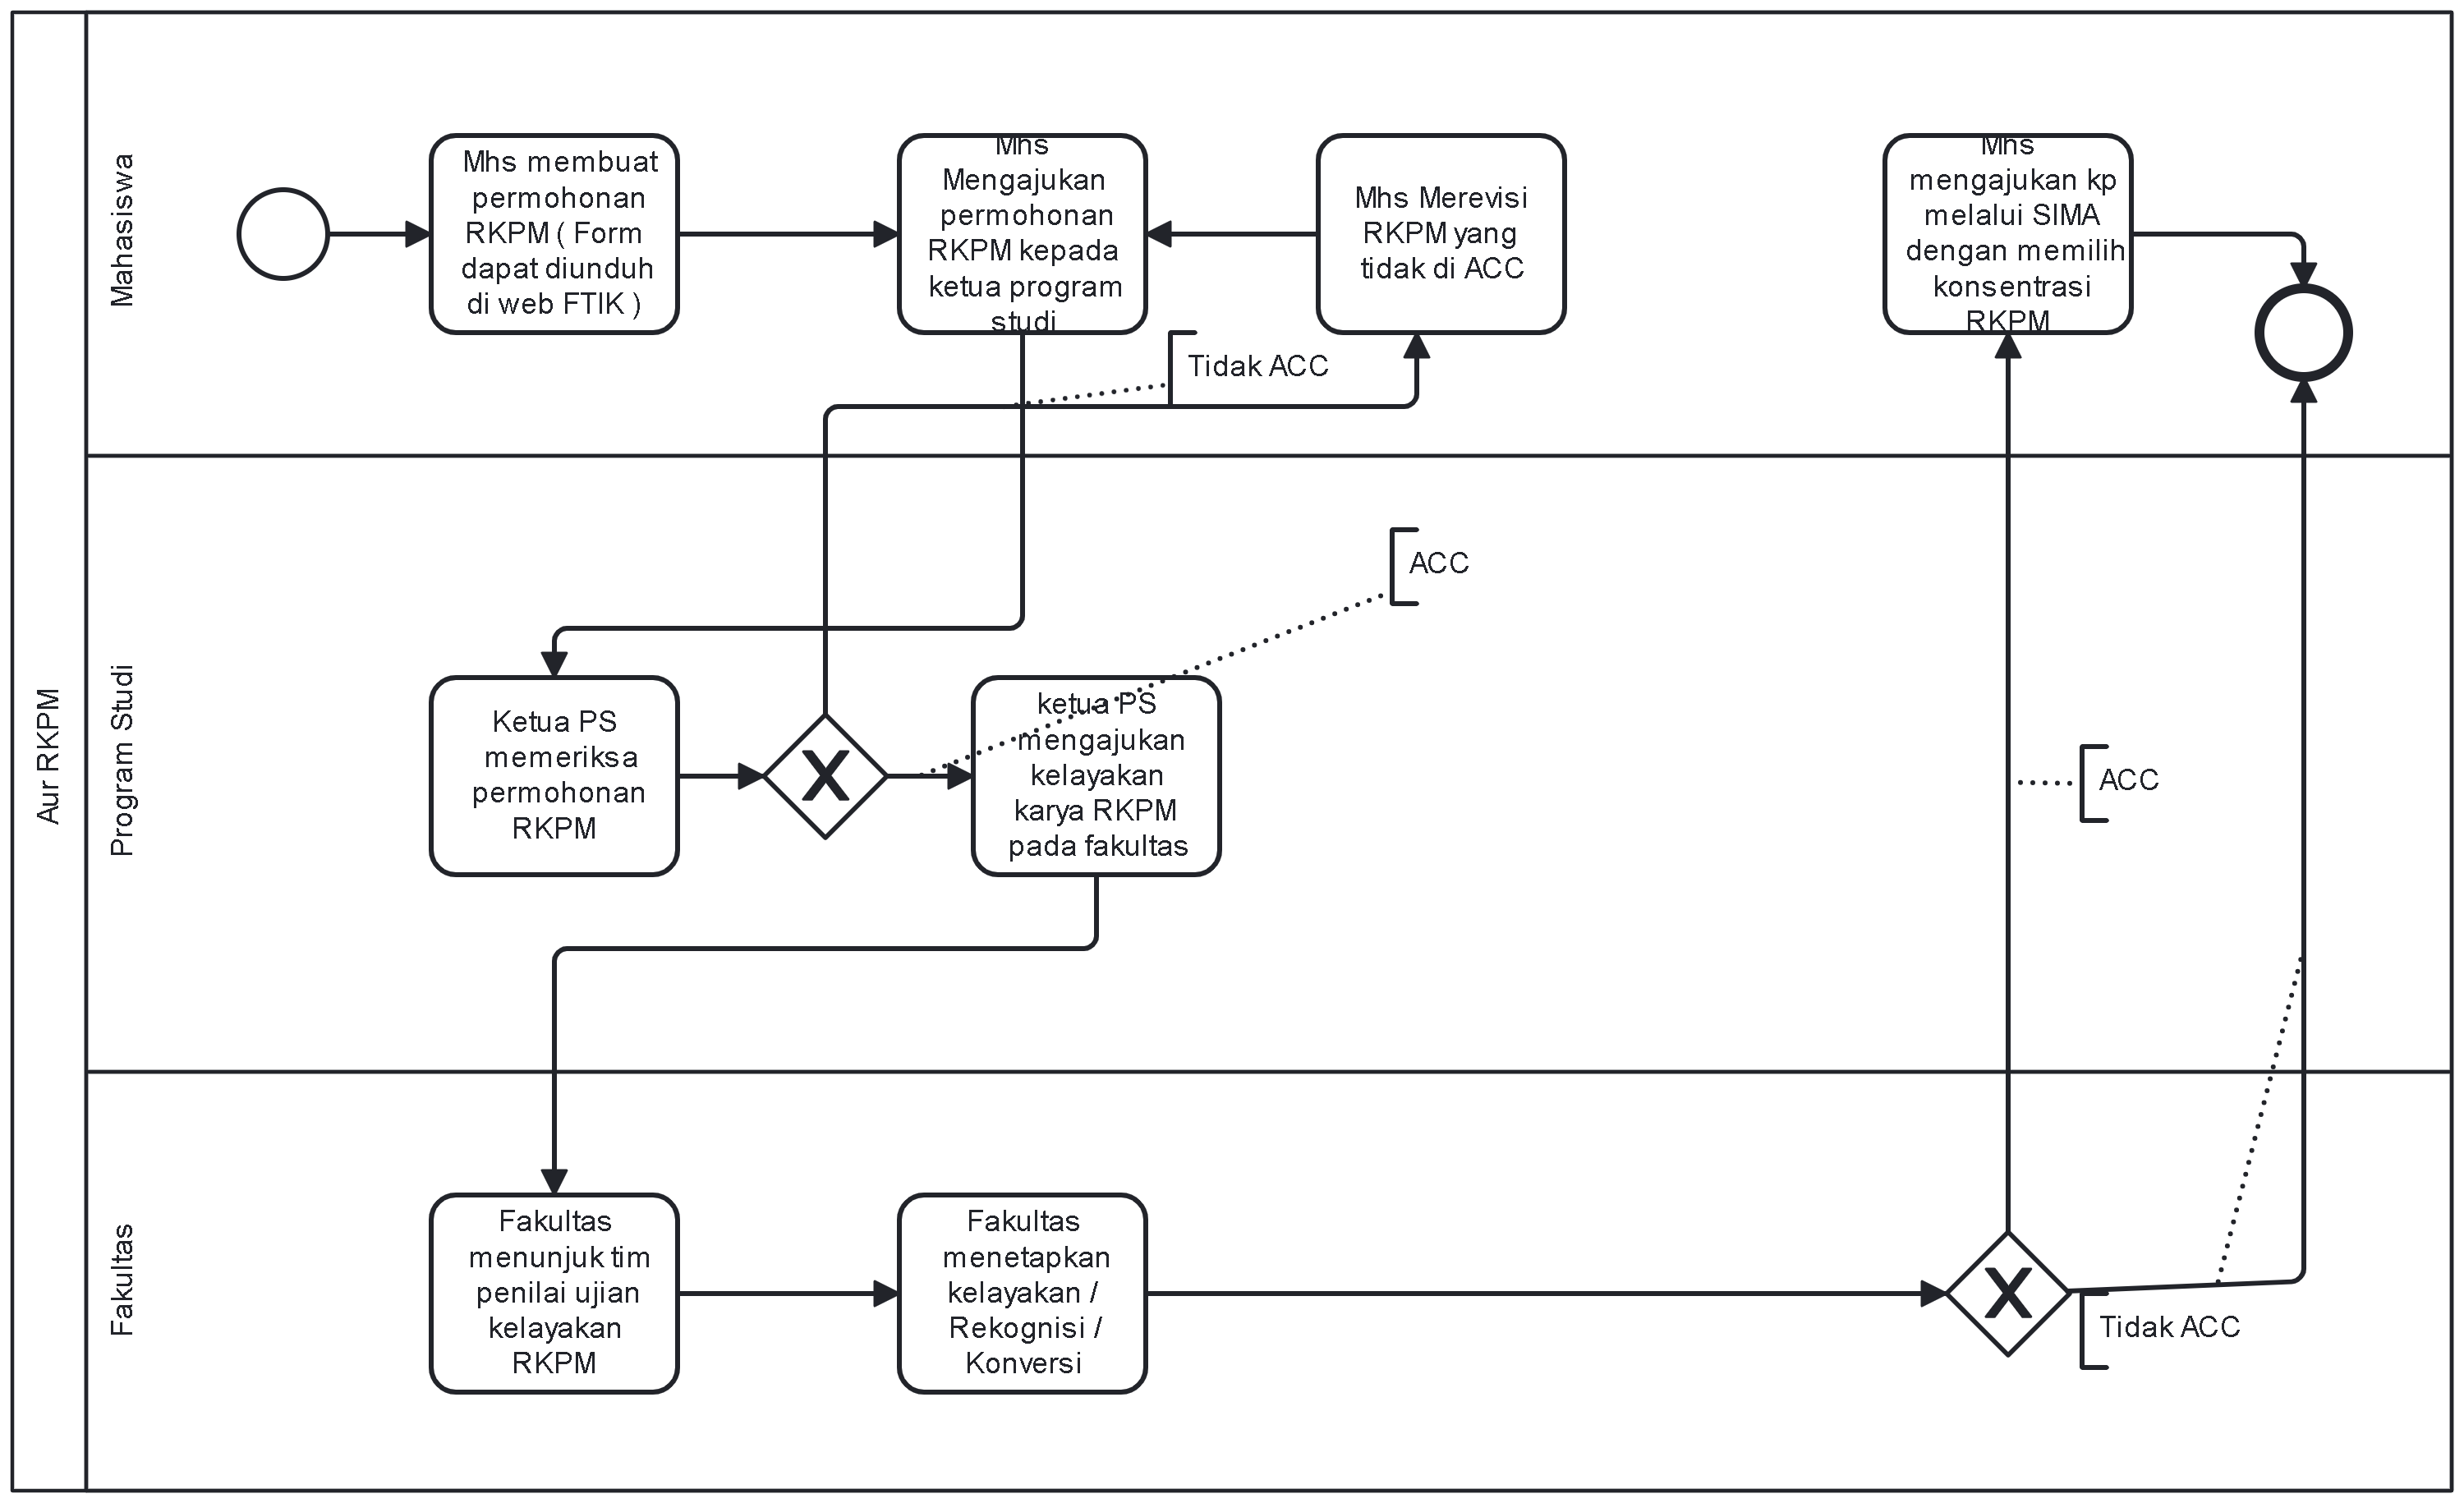 Aur RKPM
Mahasiswa
Mhs membuat
permohonan
RKPM ( Form
dapat diunduh
di web FTIK )
Mhs
Mengajukan
permohonan
RKPM kepada
ketua program
studi
Mhs Merevisi
RKPM yang
tidak di ACC
Mhs
mengajukan kp
melalui SIMA
dengan memilih
konsentrasi
RKPM
Tidak ACC
Program Studi
ACC
Ketua PS
memeriksa
permohonan
RKPM
X
ketua PS
mengajukan
kelayakan
karya RKPM
pada fakultas
ACC
Fakultas
Fakultas
menunjuk tim
penilai ujian
kelayakan
RKPM
Fakultas
menetapkan
kelayakan /
Rekognisi /
Konversi
X
Tidak ACC